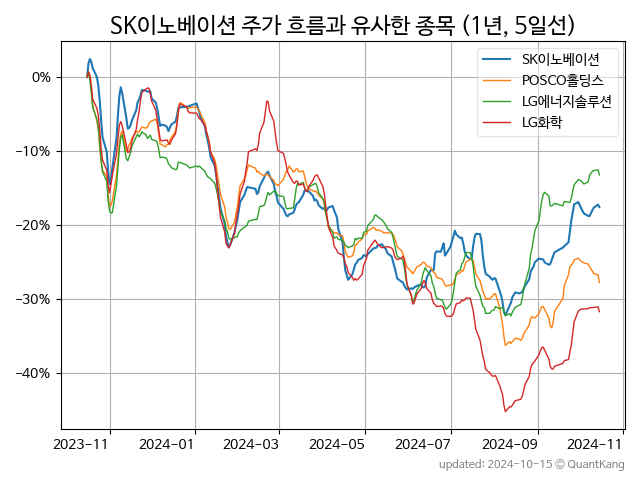 SK이노베이션 주가 흐름과 유사한 종목 (1년, 5일선)
SK이노베이션
POSCO홀딩스
LG에너지솔루션
LG화학
0%
−10%
−20%
−30%
−40%
2023-11 2024-01 2024-03 2024-05 2024-07 2024-09 2024-11
updated: 2024-10-15 © QuantKang